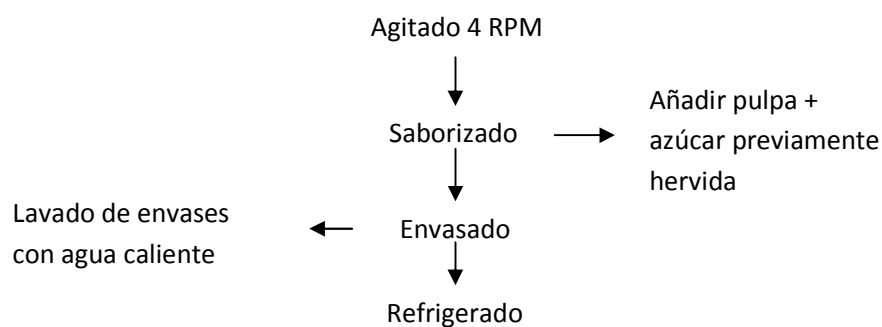 Agitado 4 RPM
Saborizado
Añadir pulpa +
azúcar previamente
hervida
Lavado de envases
con agua caliente
Envasado
Refrigerado